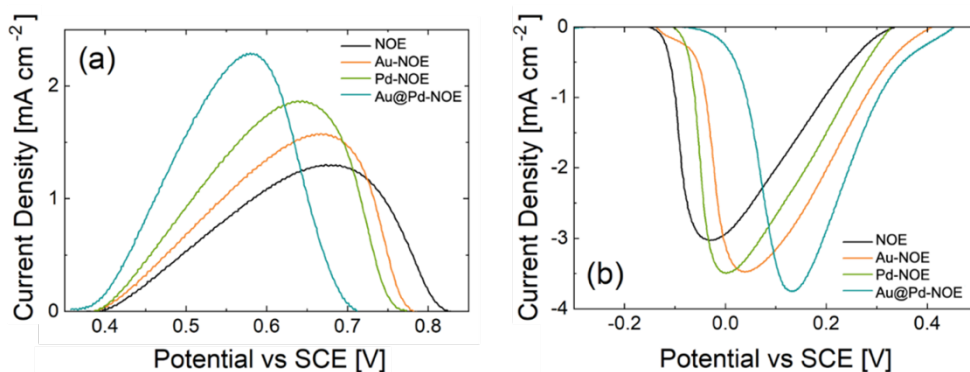 (a)
NOE
Au-NOE
Pd-NOE
Au@Pd-NOE
2
1
0
Current Density [mA cm⁻²]
0.4 0.5 0.6 0.7 0.8
Potential vs SCE [V]
0
-1
-2
-3
-4
Current Density [mA cm⁻²]
NOE
Au-NOE
Pd-NOE
Au@Pd-NOE
(b)
-0.2 0.0 0.2 0.4
Potential vs SCE [V]